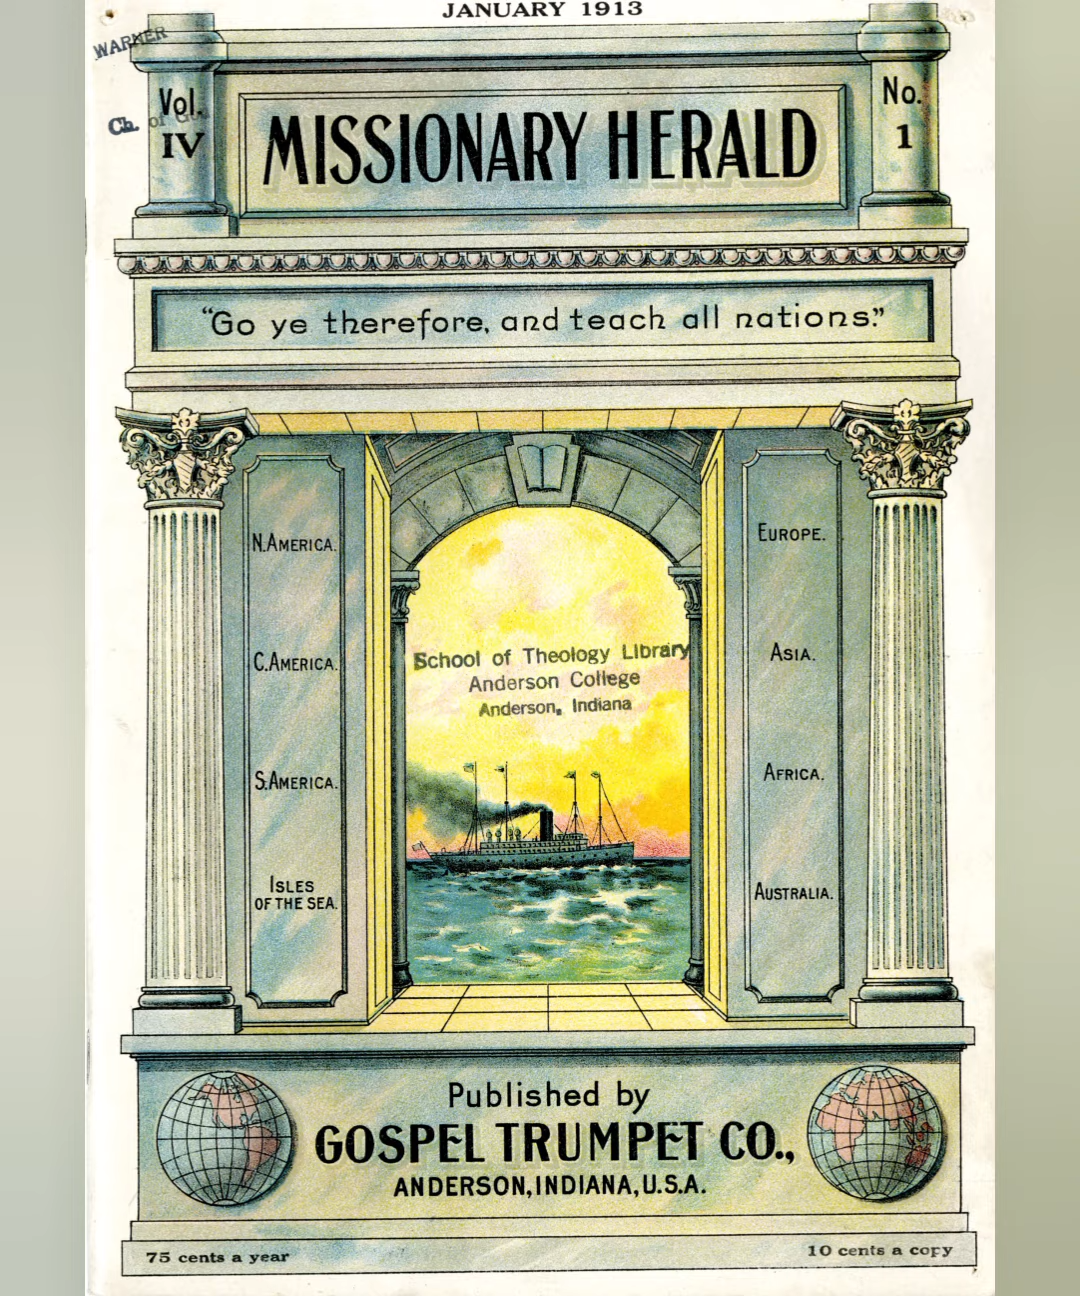 JANUARY 1913
WARNER
Vol.
IV
Ch. of
No.
1
MISSIONARY HERALD
“Go ye therefore, and teach all nations.”
N. AMERICA.
C. AMERICA.
S. AMERICA.
ISLES
OF THE SEA.
EUROPE.
ASIA.
AFRICA.
AUSTRALIA.
School of Theology Library
Anderson College
Anderson, Indiana
Published by
GOSPEL TRUMPET CO.,
ANDERSON, INDIANA, U.S.A.
75 cents a year
10 cents a copy